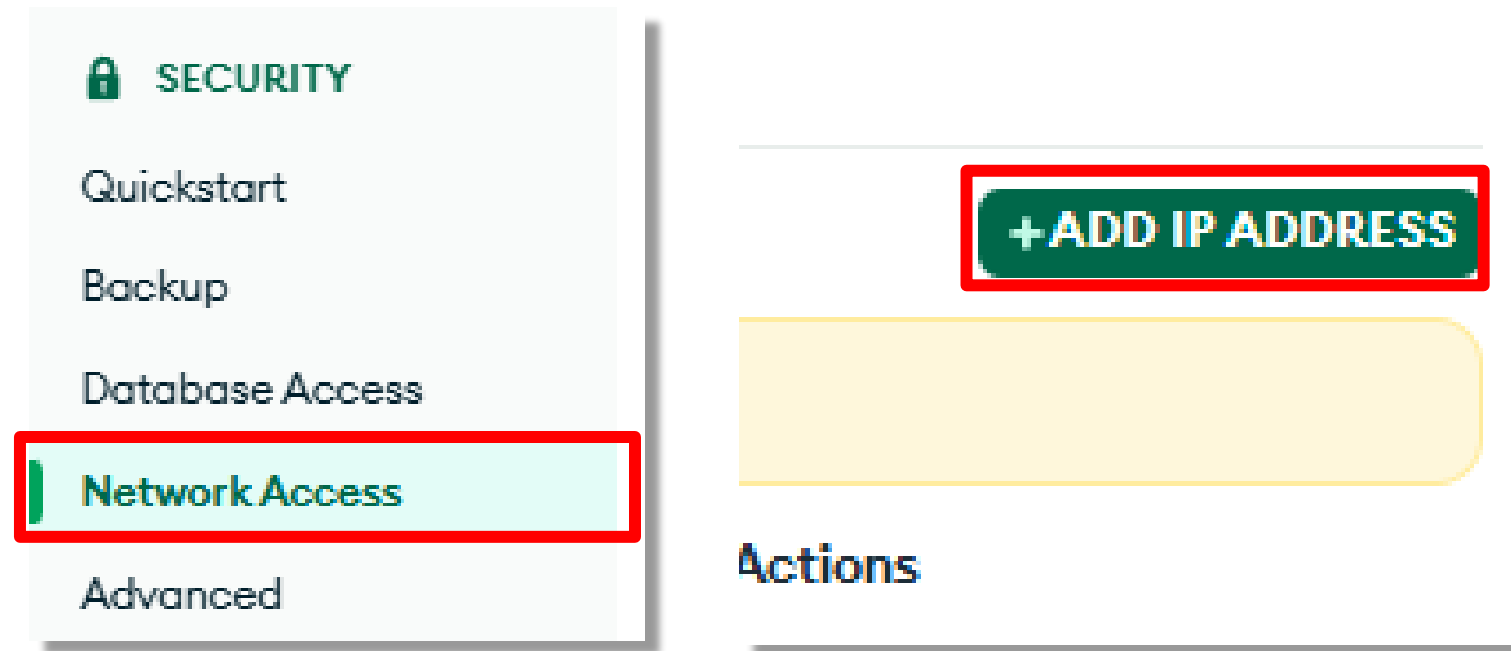 SECURITY
Quickstart
Backup
Database Access
Network Access
Advanced
+ADD IP ADDRESS
Actions